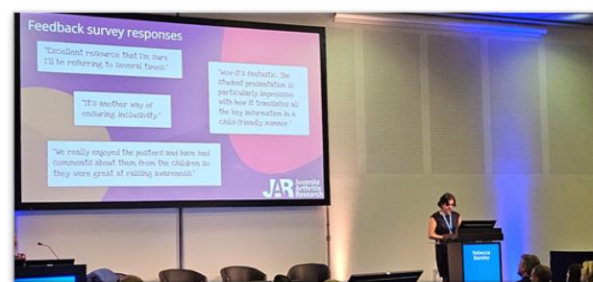 Feedback survey responses
"Excellent resource that I'm sure
I'll be referring to several times."
"Wow it's fantastic. The
student presentation is
particularly impression
with how it translates all
the key information in a
child-friendly manner."
"It's another way of
ensuring inclusivity."
"We really enjoyed the posters and have had
comments about them from the children so
they were great at raising awareness."
JAR Juvenile
Arthritis
Research
Rebecca